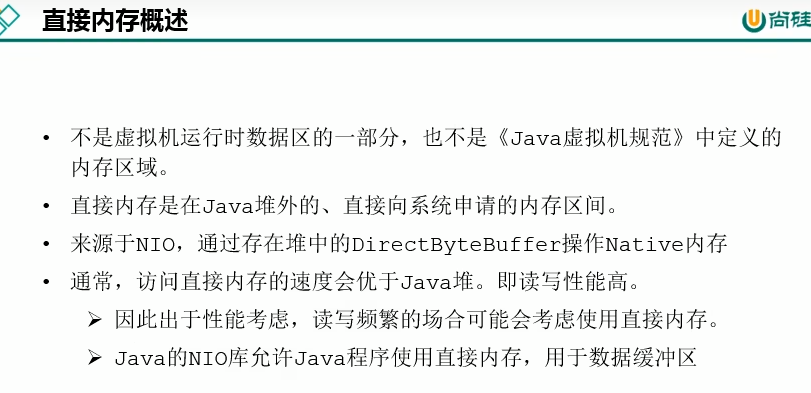 直接内存概述
尚硅
• 不是虚拟机运行时数据区的一部分，也不是《Java虚拟机规范》中定义的
内存区域。
• 直接内存是在Java堆外的、直接向系统申请的内存区间。
• 来源于NIO，通过存在堆中的DirectByteBuffer操作Native内存
• 通常，访问直接内存的速度会优于Java堆。即读写性能高。
➢ 因此出于性能考虑，读写频繁的场合可能会考虑使用直接内存。
➢ Java的NIO库允许Java程序使用直接内存，用于数据缓冲区